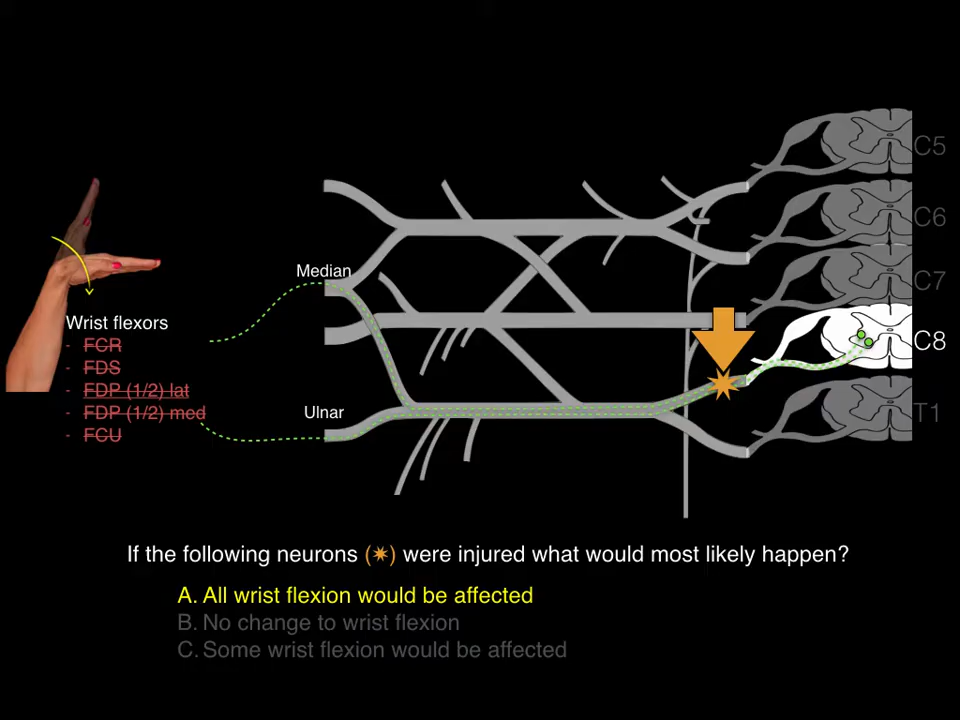 C5
C6
Median
C7
Wrist flexors
- FCR
- FDS
- FDP (1/2) lat
- FDP (1/2) med
- FCU
C8
Ulnar
T1
If the following neurons (✷) were injured what would most likely happen?
A. All wrist flexion would be affected
B. No change to wrist flexion
C. Some wrist flexion would be affected